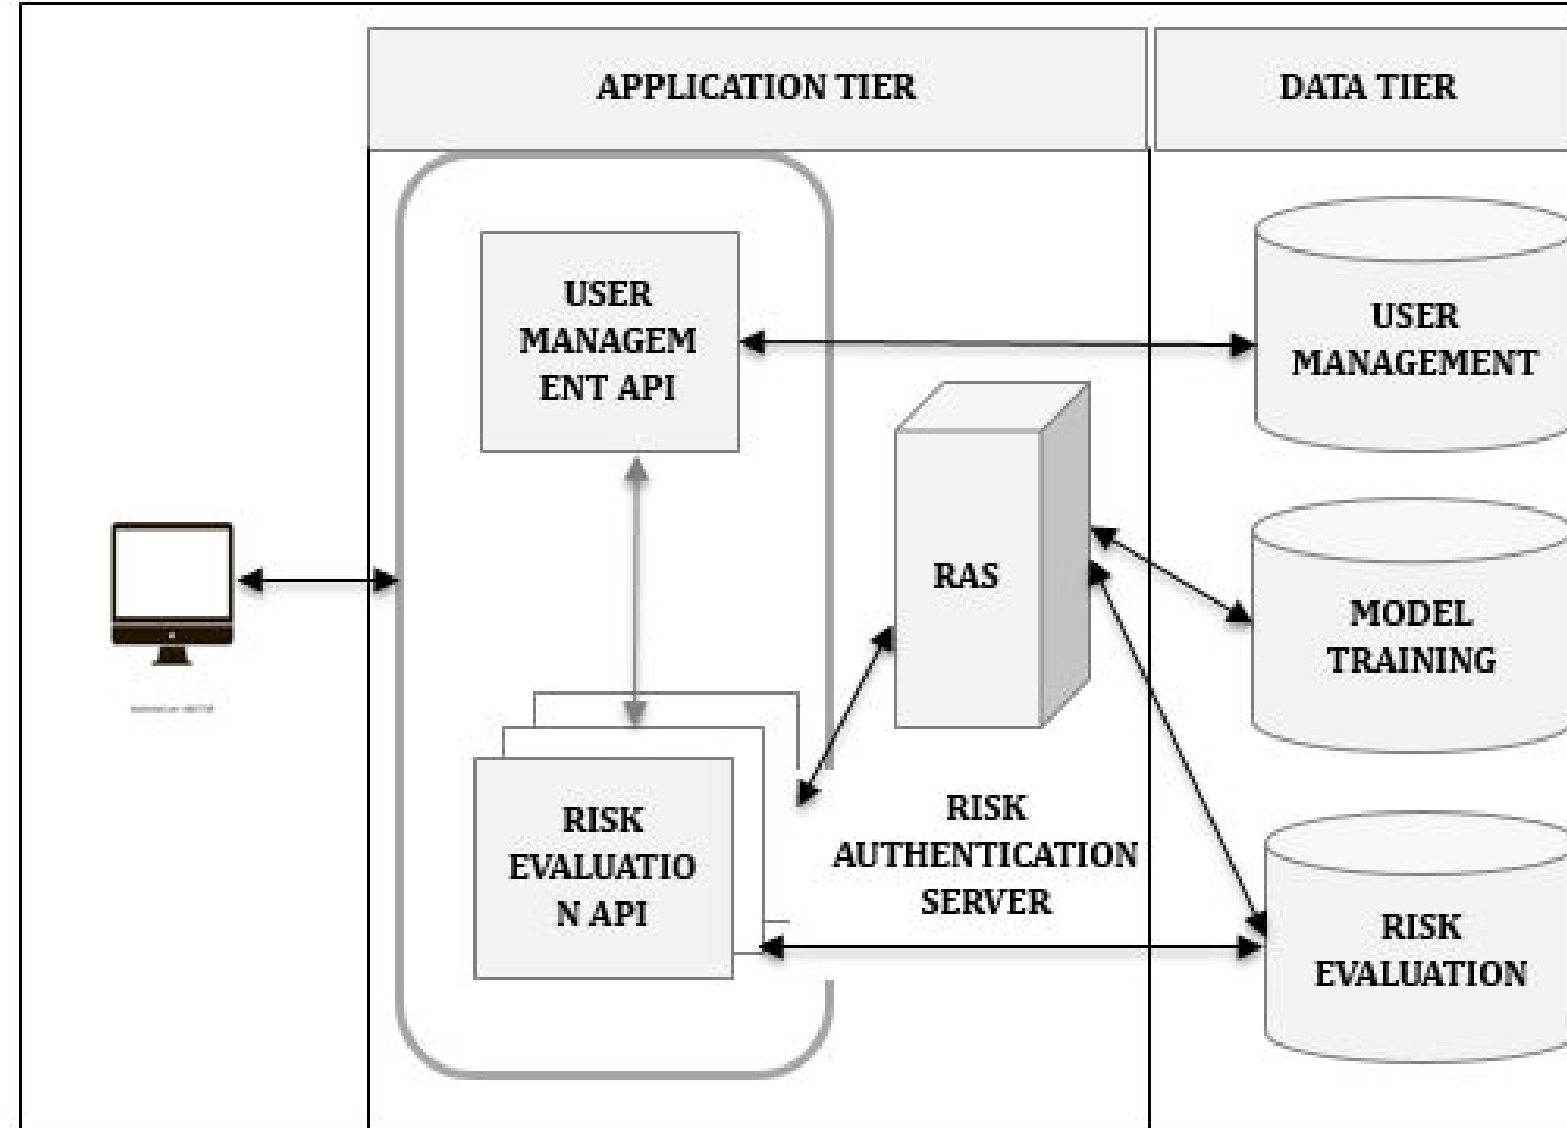 APPLICATION TIER
DATA TIER
USER
MANAGEM
ENT API
USER
MANAGEMENT
RAS
MODEL
TRAINING
RISK
EVALUATIO
N API
RISK
AUTHENTICATION
SERVER
RISK
EVALUATION